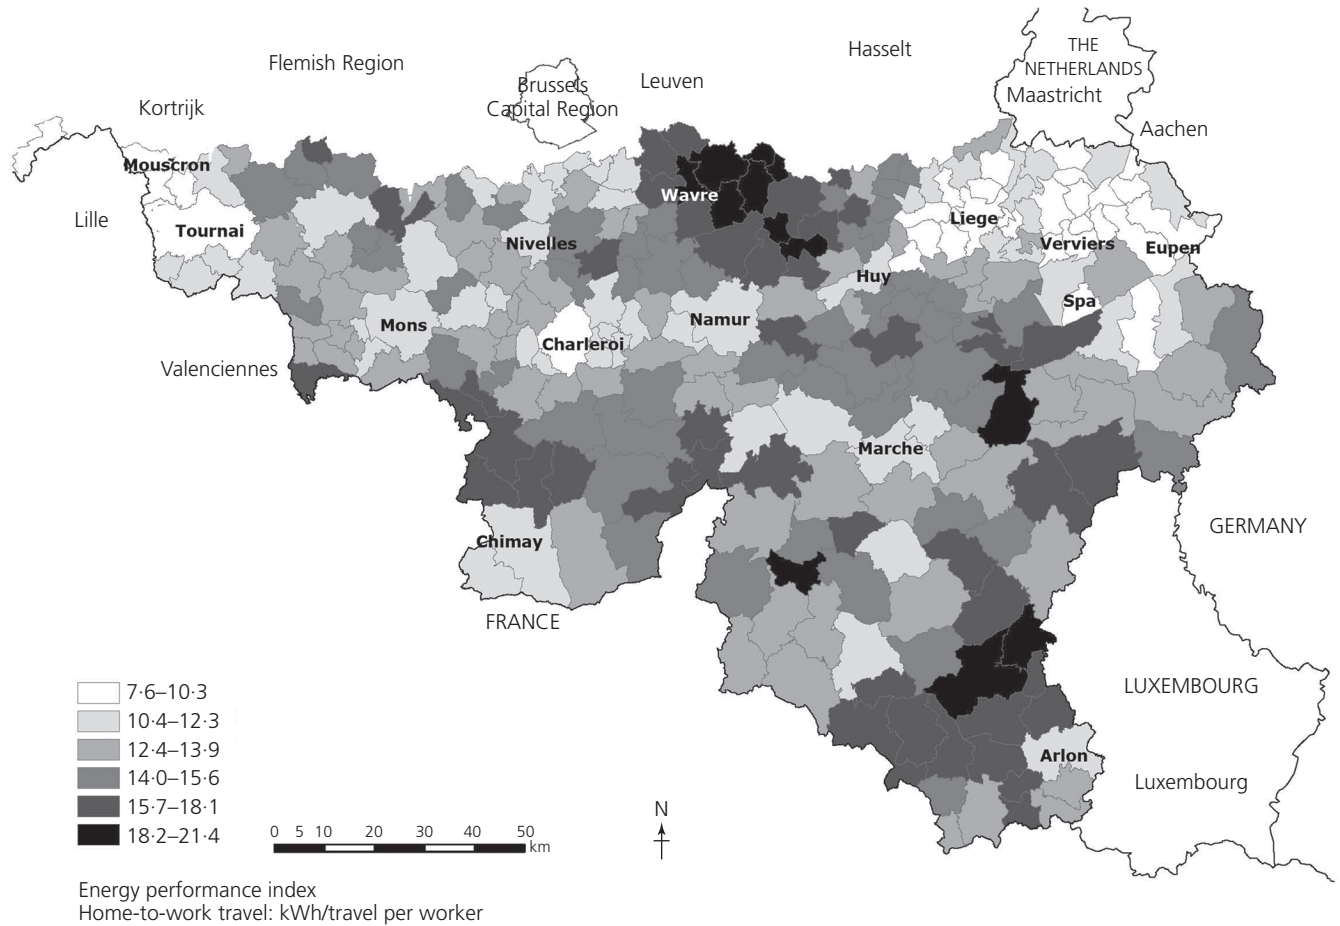 Hasselt
THE
NETHERLANDS
Maastricht
Flemish Region
Brussels
Capital Region
Leuven
Kortrijk
Aachen
Mouscron
Wavre
Lille
Tournai
Liege
Nivelles
Verviers
Eupen
Huy
Spa
Mons
Namur
Charleroi
Valenciennes
Marche
GERMANY
Chimay
FRANCE
LUXEMBOURG
Arlon
Luxembourg
7·6–10·3
10·4–12·3
12·4–13·9
14·0–15·6
15·7–18·1
18·2–21·4
N
0 5 10 20 30 40 50
km
Energy performance index
Home-to-work travel: kWh/travel per worker